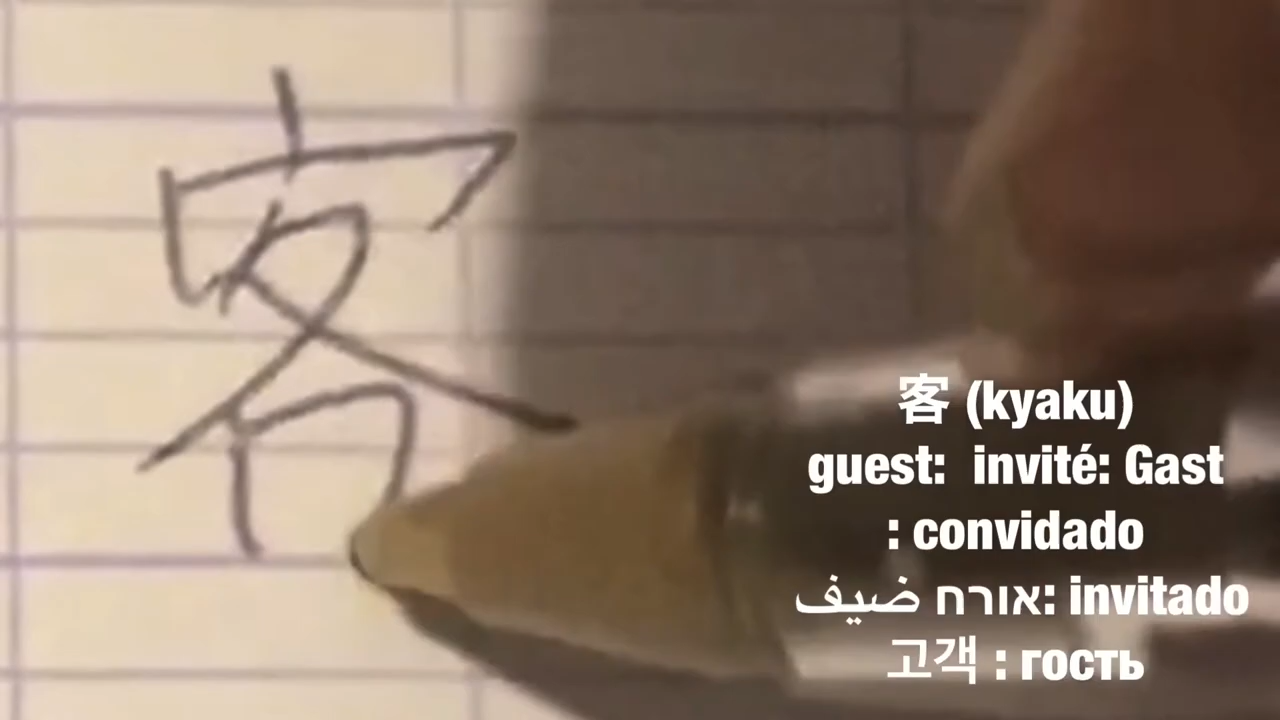 客
客 (kyaku)
guest: invité: Gast
: convidado
ضيف אורח: invitado
고객 : гость